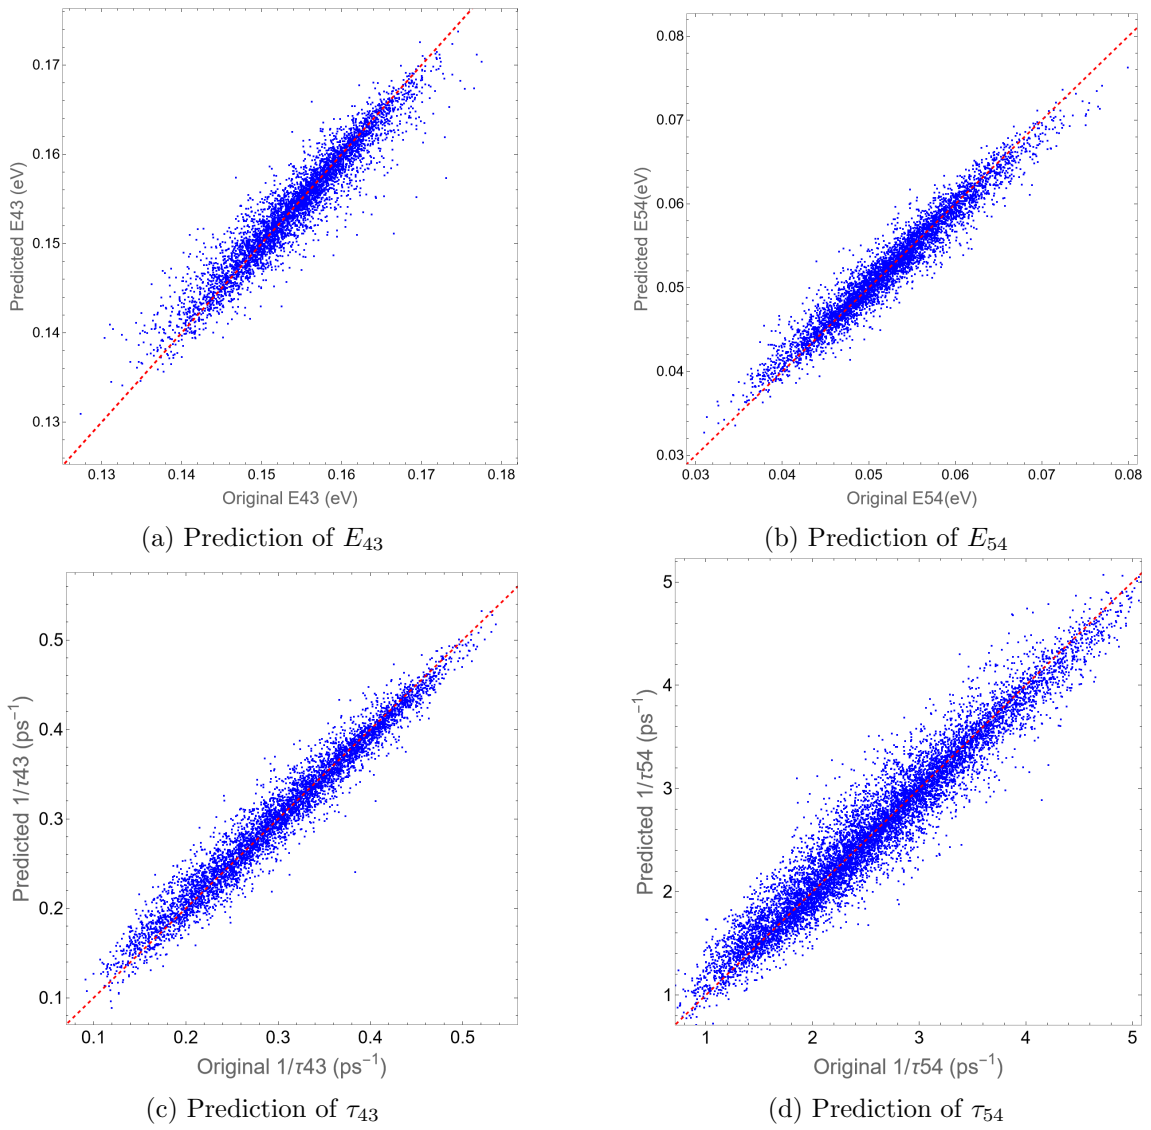 0.17
0.16
0.15
0.14
0.13
Predicted E43 (eV)
0.13 0.14 0.15 0.16 0.17 0.18
Original E43 (eV)
(a) Prediction of E43
0.08
0.07
0.06
0.05
0.04
0.03
Predicted E54(eV)
0.03 0.04 0.05 0.06 0.07 0.08
Original E54(eV)
(b) Prediction of E54
0.5
0.4
0.3
0.2
0.1
Predicted 1/τ43 (ps⁻¹)
0.1 0.2 0.3 0.4 0.5
Original 1/τ43 (ps⁻¹)
(c) Prediction of τ43
5
4
3
2
1
Predicted 1/τ54 (ps⁻¹)
1 2 3 4 5
Original 1/τ54 (ps⁻¹)
(d) Prediction of τ54